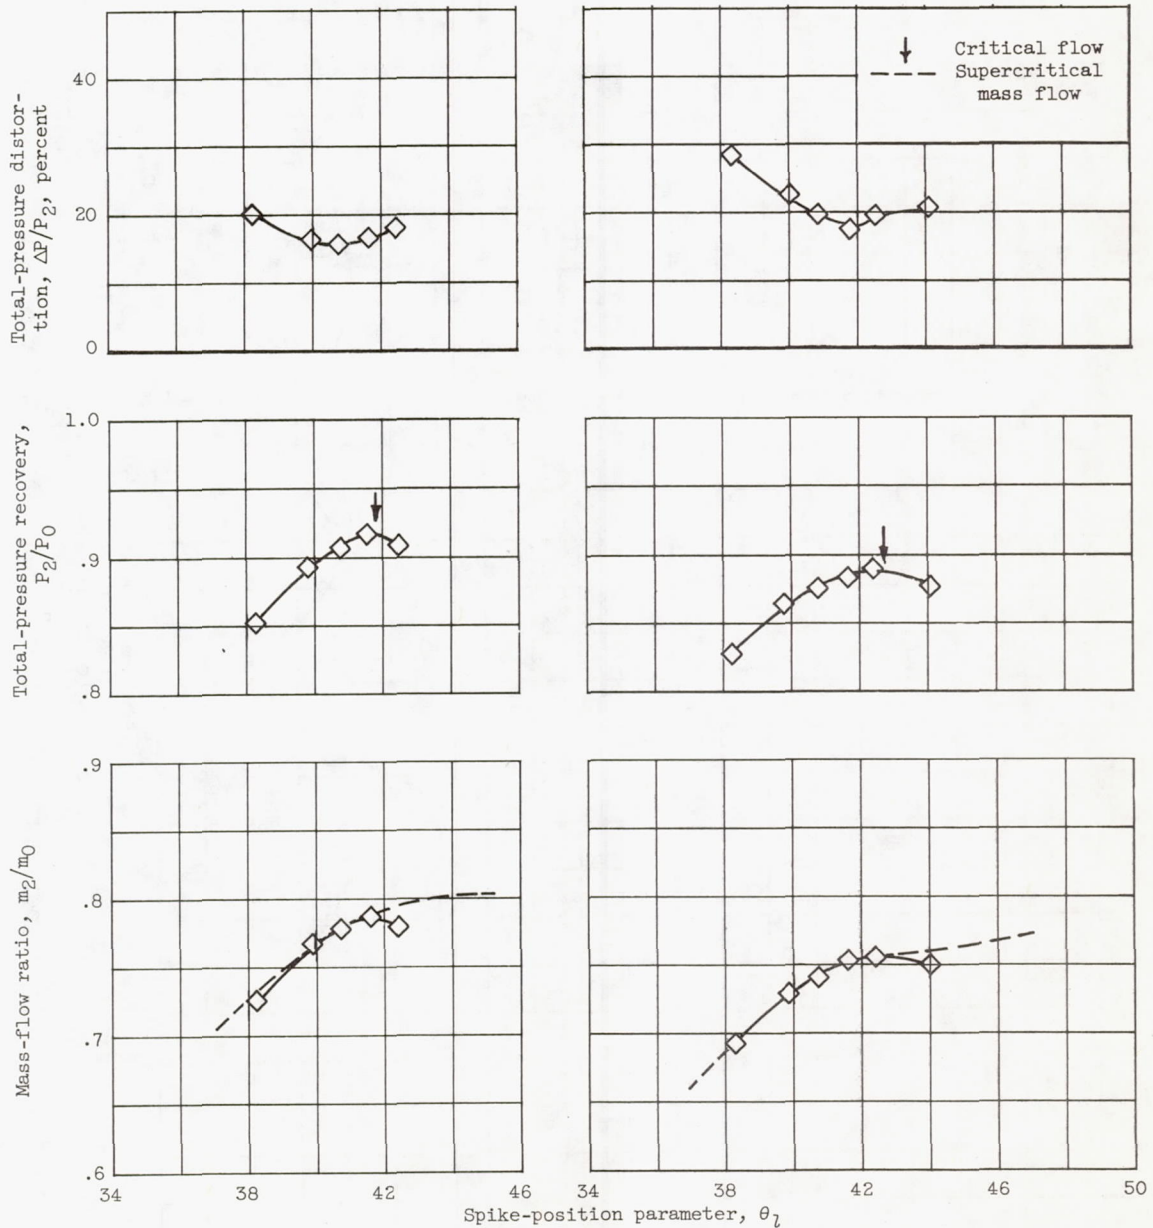 Critical flow
Supercritical
mass flow
Total-pressure distor-
tion, ΔP/P2, percent
40
20
0
Total-pressure recovery,
P2/P0
1.0
.9
.8
Mass-flow ratio, m2/m0
.9
.8
.7
.6
34 38 42 46 34 38 42 46 50
Spike-position parameter, θl